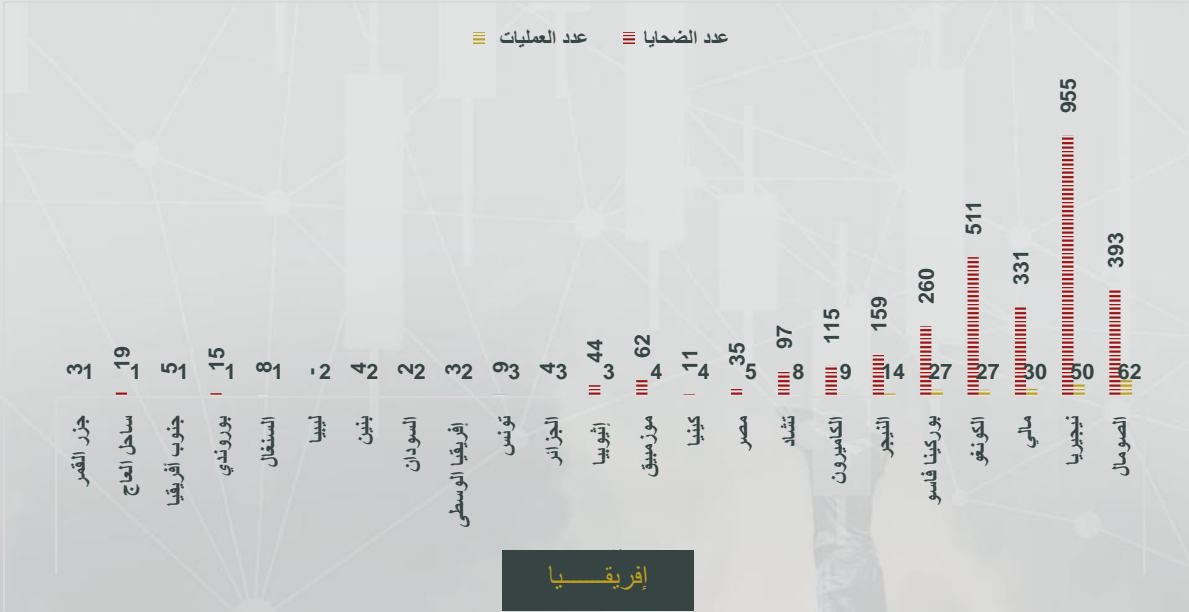 عدد الضحايا عدد العمليات
3 19 5 15 8 - 4 2 3 9 4 44 62 11 35 97 115 159 260 511 331 955 393
1 1 1 1 1 2 2 2 2 3 3 3 4 4 5 8 9 14 27 27 30 50 62
جزر القمر
ساحل العاج
جنوب أفريقيا
بوروندي
السنغال
ليبيا
بنين
السودان
إفريقيا الوسطى
تونس
الجزائر
إثيوبيا
موزمبيق
كينيا
مصر
تشاد
الكاميرون
النيجر
بوركينا فاسو
الكونغو
مالي
نيجيريا
الصومال
إفريقـــــيا